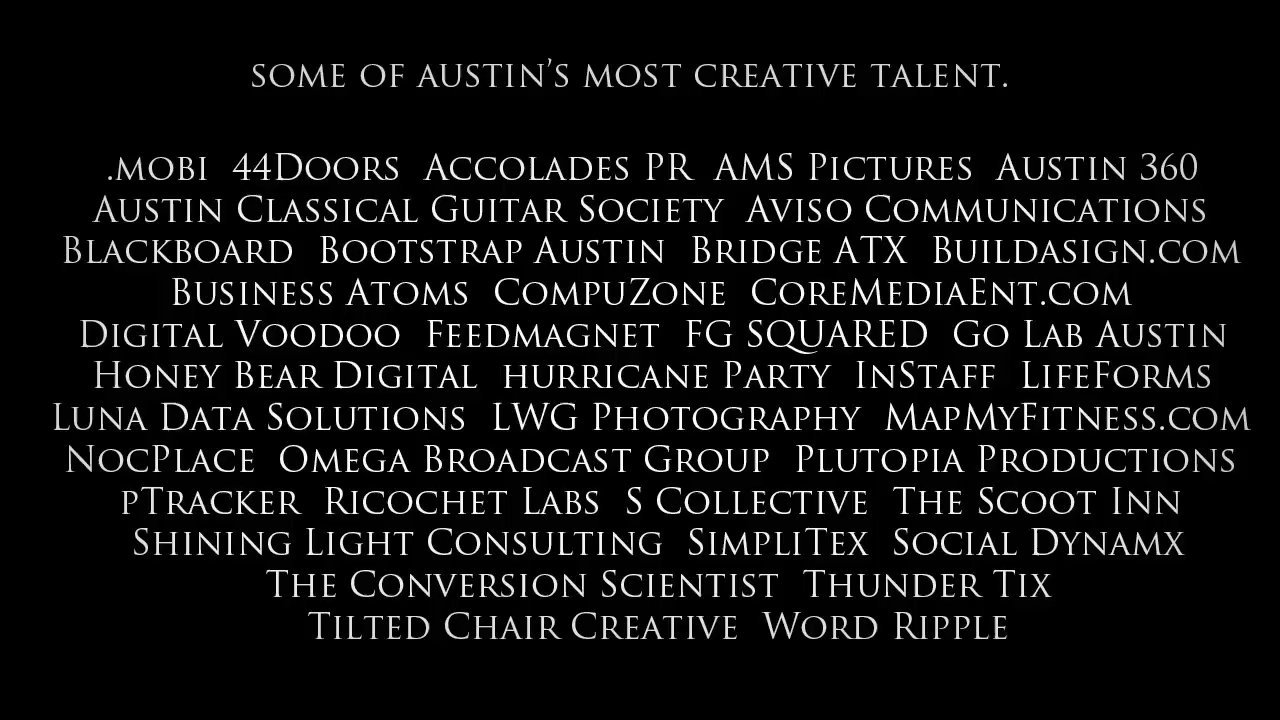 SOME OF AUSTIN'S MOST CREATIVE TALENT.
.MOBI 44DOORS ACCOLADES PR AMS PICTURES AUSTIN 360
AUSTIN CLASSICAL GUITAR SOCIETY AVISO COMMUNICATIONS
BLACKBOARD BOOTSTRAP AUSTIN BRIDGE ATX BUILDASIGN.COM
BUSINESS ATOMS COMPUZONE COREMEDIAENT.COM
DIGITAL VOODOO FEEDMAGNET FG SQUARED GO LAB AUSTIN
HONEY BEAR DIGITAL HURRICANE PARTY INSTAFF LIFEFORMS
LUNA DATA SOLUTIONS LWG PHOTOGRAPHY MAPMYFITNESS.COM
NOCPLACE OMEGA BROADCAST GROUP PLUTOPIA PRODUCTIONS
PTRACKER RICOCHET LABS S COLLECTIVE THE SCOOT INN
SHINING LIGHT CONSULTING SIMPLITEX SOCIAL DYNAMX
THE CONVERSION SCIENTIST THUNDER TIX
TILTED CHAIR CREATIVE WORD RIPPLE